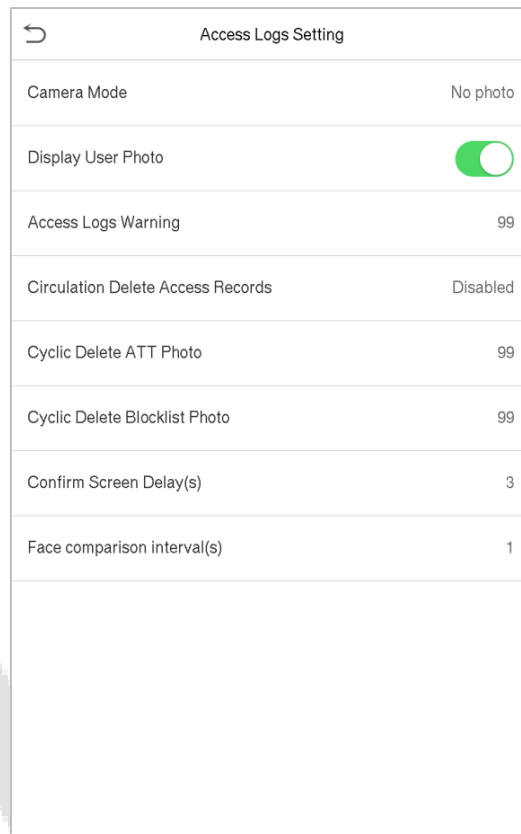 Access Logs Setting
Camera Mode No photo
Display User Photo
Access Logs Warning 99
Circulation Delete Access Records Disabled
Cyclic Delete ATT Photo 99
Cyclic Delete Blocklist Photo 99
Confirm Screen Delay(s) 3
Face comparison interval(s) 1